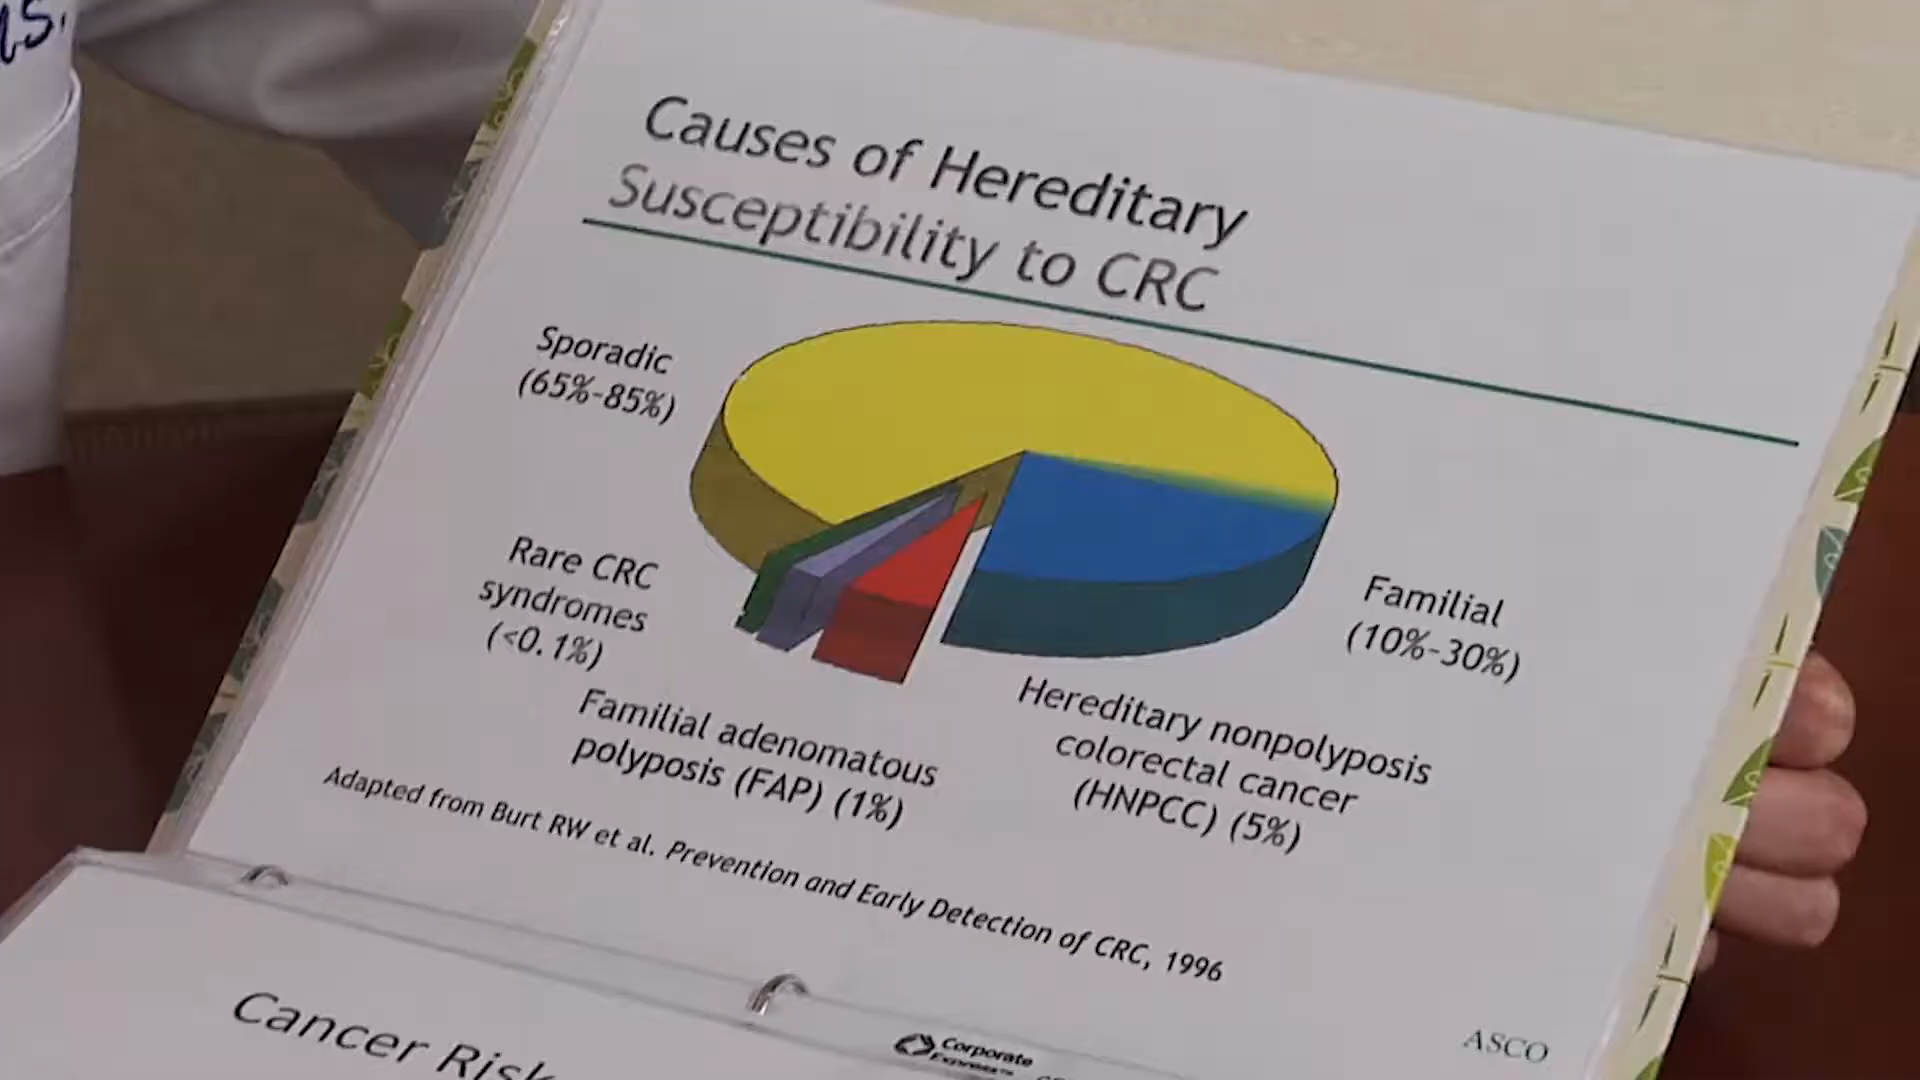 Causes of Hereditary
Susceptibility to CRC
Sporadic
(65%-85%)
Rare CRC
syndromes
(<0.1%)
Familial adenomatous
polyposis (FAP) (1%)
Familial
(10%-30%)
Hereditary nonpolyposis
colorectal cancer
(HNPCC) (5%)
Adapted from Burt RW et al. Prevention and Early Detection of CRC, 1996
ASCO
Corporate
Express™
Cancer Risk